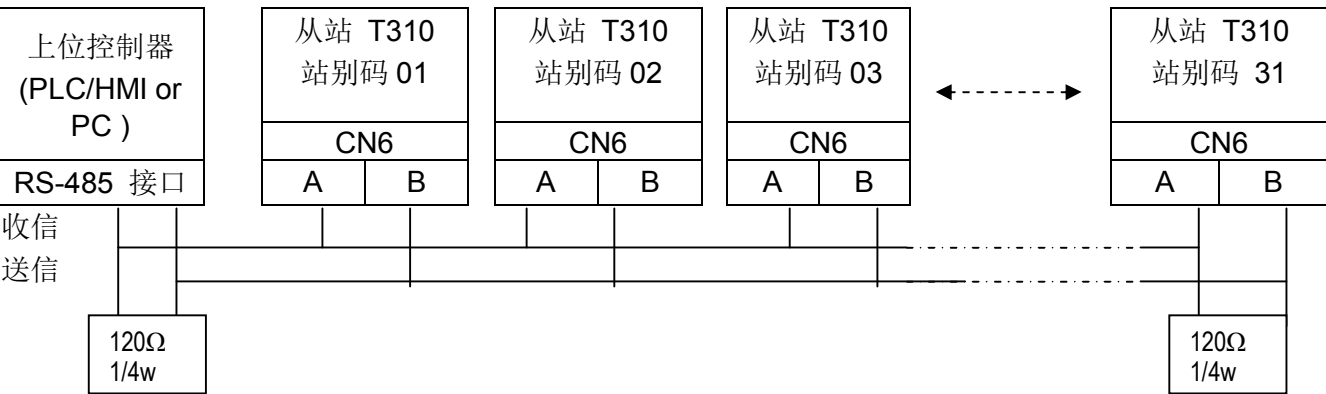 上位控制器
(PLC/HMI or
PC )
RS-485 接口
从站 T310
站别码 01
CN6
A B
从站 T310
站别码 02
CN6
A B
从站 T310
站别码 03
CN6
A B
从站 T310
站别码 31
CN6
A B
收信
送信
120Ω
1/4w
120Ω
1/4w